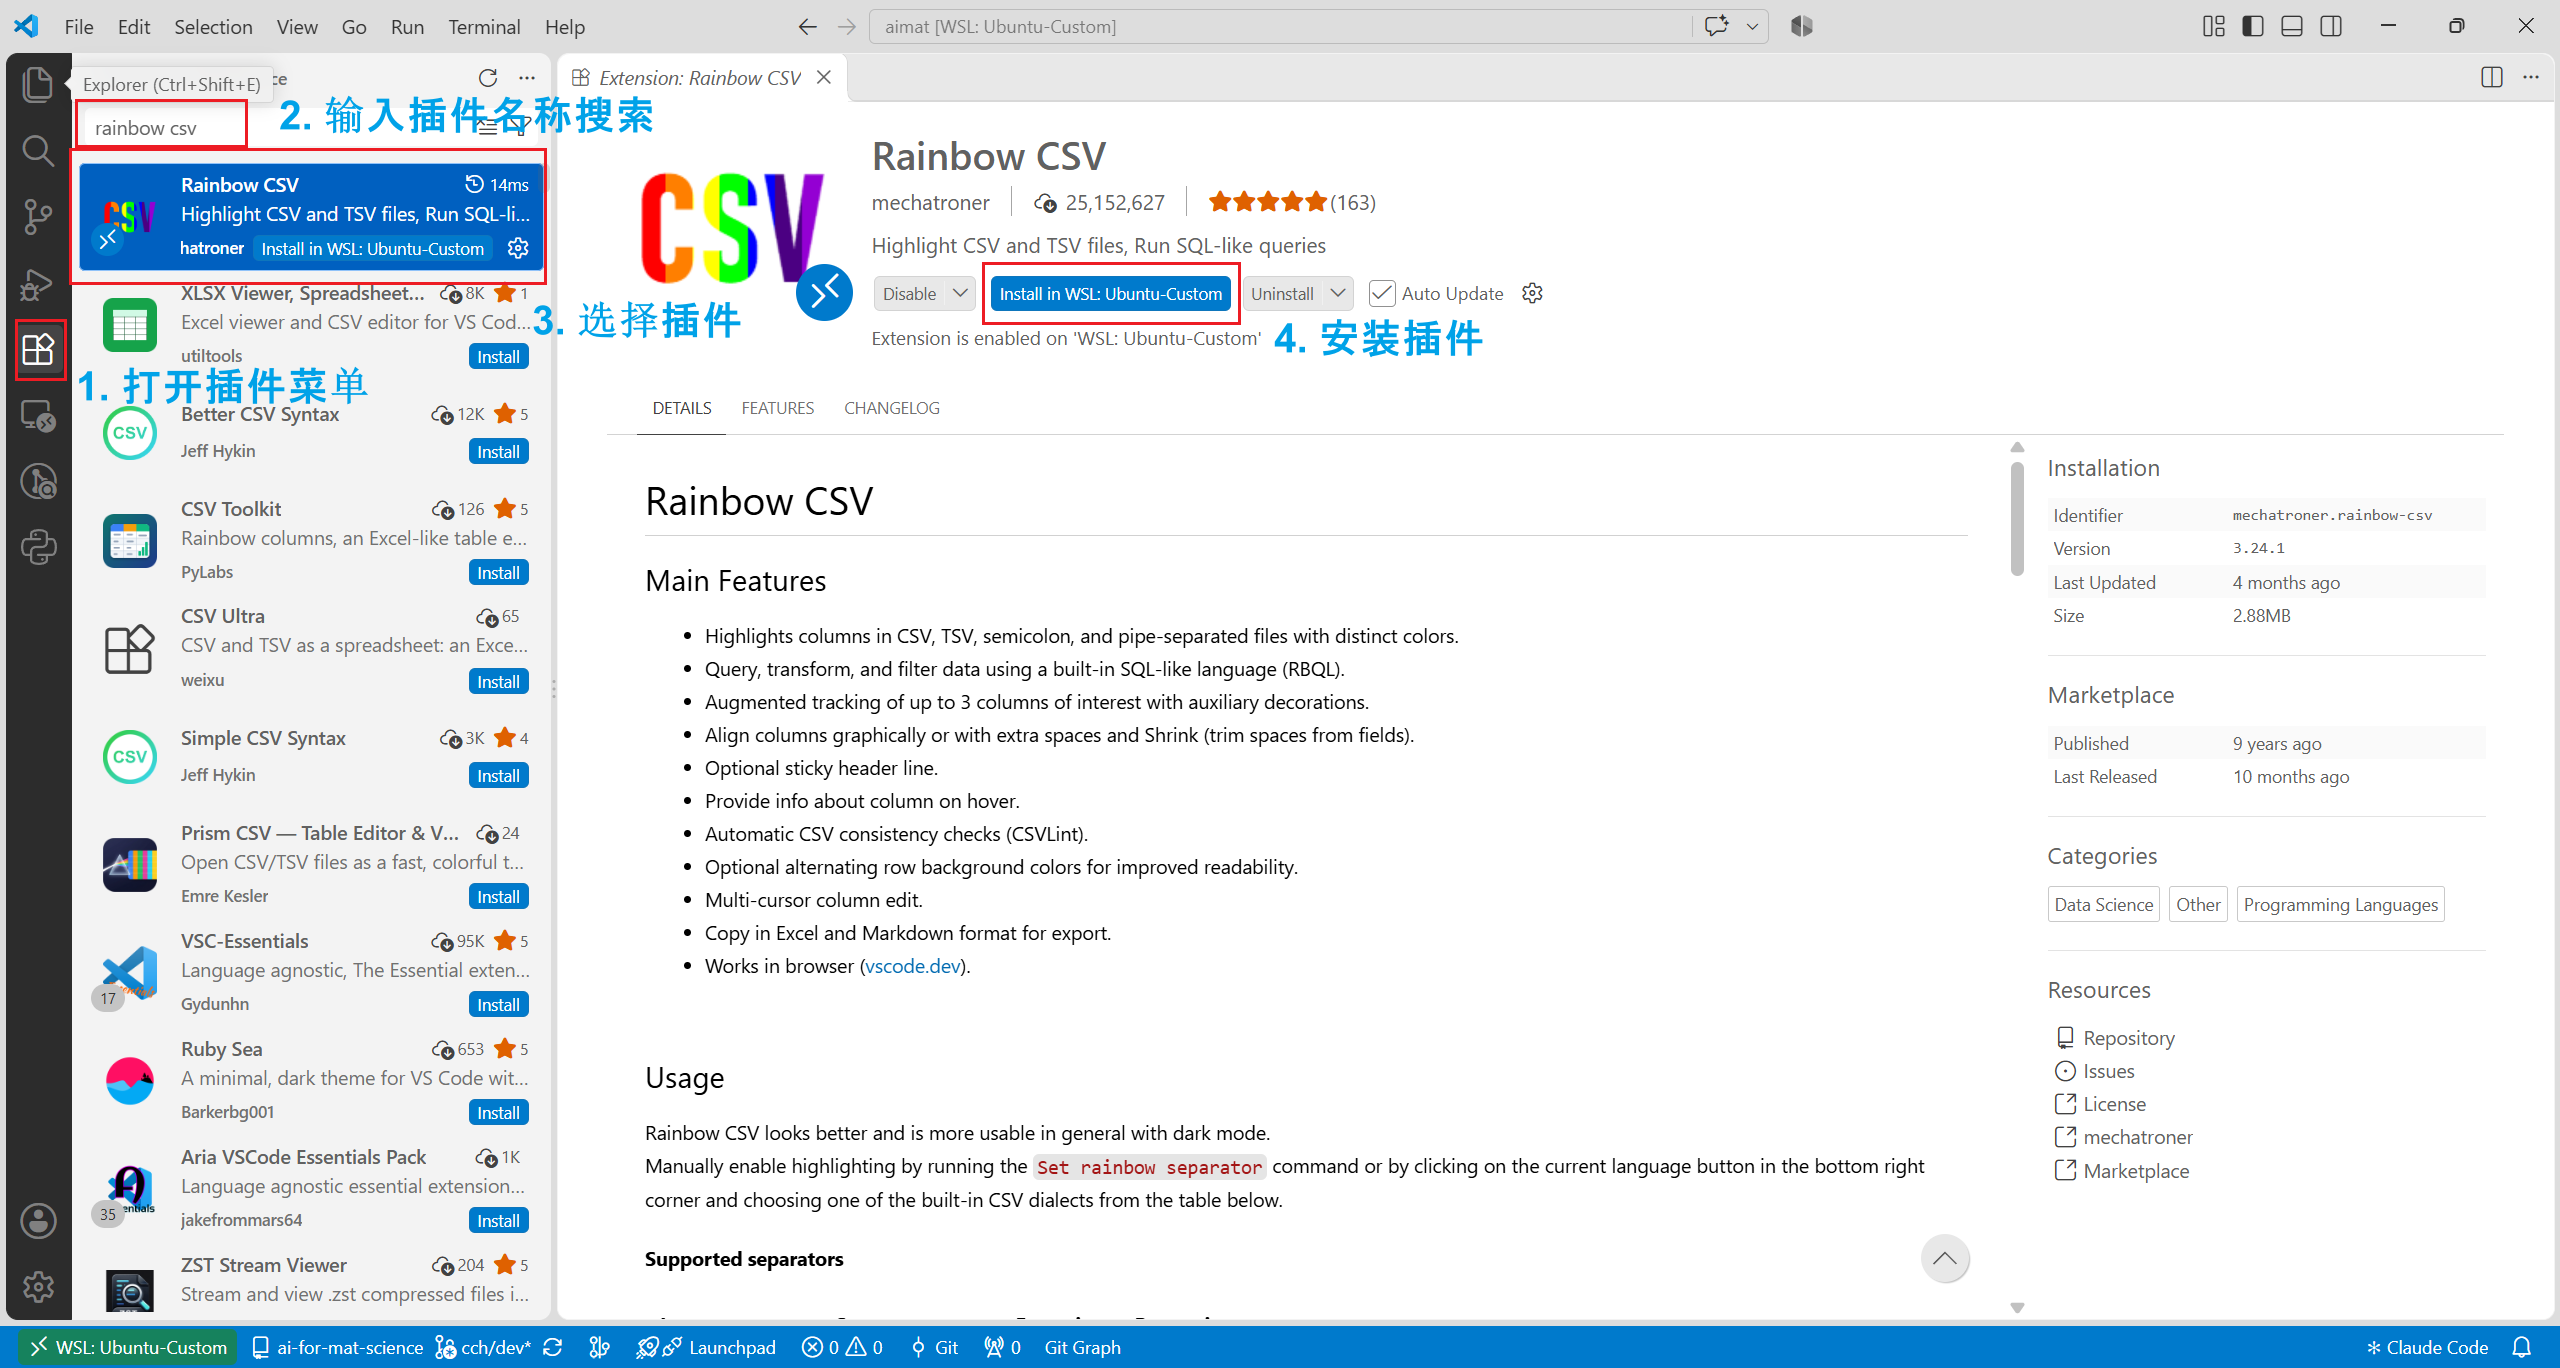 File Edit Selection View Go Run Terminal Help
aimat [WSL: Ubuntu-Custom]
Explorer (Ctrl+Shift+E)
Extension: Rainbow CSV
rainbow csv
2. 输入插件名称搜索
Rainbow CSV 14ms
Highlight CSV and TSV files, Run SQL-li...
hatroner Install in WSL: Ubuntu-Custom
XLSX Viewer, Spreadsheet... 8K 1
Excel viewer and CSV editor for VS Cod...
utiltools Install
1. 打开插件菜单
Better CSV Syntax 12K 5
Jeff Hykin Install
CSV Toolkit 126 5
Rainbow columns, an Excel-like table e...
PyLabs Install
CSV Ultra 65
CSV and TSV as a spreadsheet: an Exce...
weixu Install
Simple CSV Syntax 3K 4
Jeff Hykin Install
Prism CSV — Table Editor & V... 24
Open CSV/TSV files as a fast, colorful t...
Emre Kesler Install
VSC-Essentials 95K 5
Language agnostic, The Essential exten...
17 Gydunhn Install
Ruby Sea 653 5
A minimal, dark theme for VS Code wit...
Barkerbg001 Install
Aria VSCode Essentials Pack 1K
Language agnostic essential extension...
35 jakefrommars64 Install
ZST Stream Viewer 204 5
Stream and view .zst compressed files i...
CSV
Rainbow CSV
mechatroner 25,152,627 (163)
Highlight CSV and TSV files, Run SQL-like queries
Disable Install in WSL: Ubuntu-Custom Uninstall Auto Update
3. 选择插件
Extension is enabled on 'WSL: Ubuntu-Custom'
4. 安装插件
DETAILS FEATURES CHANGELOG
Rainbow CSV
Main Features
• Highlights columns in CSV, TSV, semicolon, and pipe-separated files with distinct colors.
• Query, transform, and filter data using a built-in SQL-like language (RBQL).
• Augmented tracking of up to 3 columns of interest with auxiliary decorations.
• Align columns graphically or with extra spaces and Shrink (trim spaces from fields).
• Optional sticky header line.
• Provide info about column on hover.
• Automatic CSV consistency checks (CSVLint).
• Optional alternating row background colors for improved readability.
• Multi-cursor column edit.
• Copy in Excel and Markdown format for export.
• Works in browser (vscode.dev).
Usage
Rainbow CSV looks better and is more usable in general with dark mode.
Manually enable highlighting by running the Set rainbow separator command or by clicking on the current language button in the bottom right
corner and choosing one of the built-in CSV dialects from the table below.
Supported separators
Installation
Identifier mechatroner.rainbow-csv
Version 3.24.1
Last Updated 4 months ago
Size 2.88MB
Marketplace
Published 9 years ago
Last Released 10 months ago
Categories
Data Science Other Programming Languages
Resources
Repository
Issues
License
mechatroner
Marketplace
WSL: Ubuntu-Custom ai-for-mat-science cch/dev* Launchpad 0 0 Git 0 Git Graph Claude Code